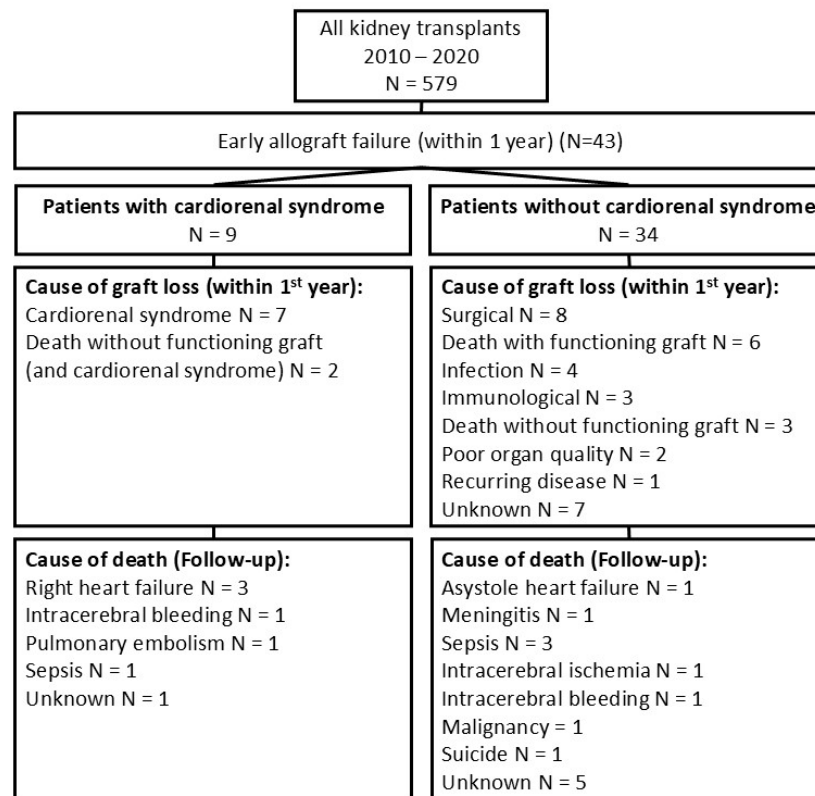 All kidney transplants
2010 – 2020
N = 579
Early allograft failure (within 1 year) (N=43)
Patients with cardiorenal syndrome
N = 9
Patients without cardiorenal syndrome
N = 34
Cause of graft loss (within 1st year):
Cardiorenal syndrome N = 7
Death without functioning graft
(and cardiorenal syndrome) N = 2
Cause of graft loss (within 1st year):
Surgical N = 8
Death with functioning graft N = 6
Infection N = 4
Immunological N = 3
Death without functioning graft N = 3
Poor organ quality N = 2
Recurring disease N = 1
Unknown N = 7
Cause of death (Follow-up):
Right heart failure N = 3
Intracerebral bleeding N = 1
Pulmonary embolism N = 1
Sepsis N = 1
Unknown N = 1
Cause of death (Follow-up):
Asystole heart failure N = 1
Meningitis N = 1
Sepsis N = 3
Intracerebral ischemia N = 1
Intracerebral bleeding N = 1
Malignancy = 1
Suicide N = 1
Unknown N = 5